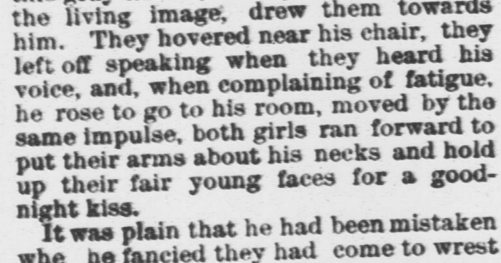 the living image, drew them towards
him. They hovered near his chair, they
left off speaking when they heard his
voice, and, when complaining of fatigue,
he rose to go to his room, moved by the
same impulse, both girls ran forward to
put their arms about his necks and hold
up their fair young faces for a good-
night kiss.
It was plain that he had been mistaken
whe he fancied they had come to wrest